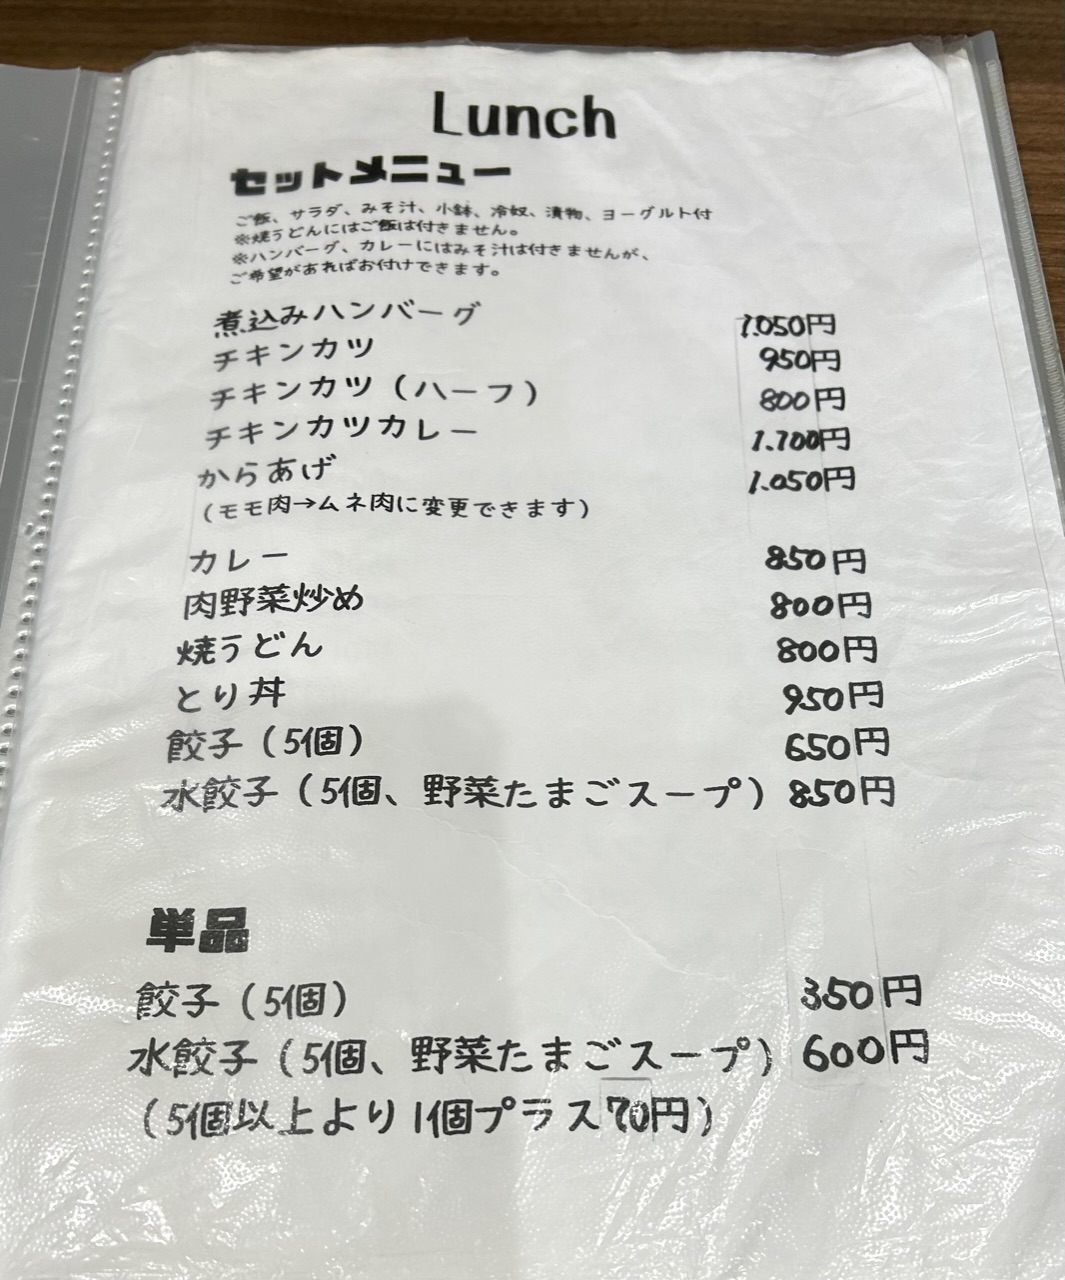 Lunch
セットメニュー
ご飯、サラダ、みそ汁、小鉢、冷奴、漬物、ヨーグルト付
※焼うどんにはご飯は付きません。
※ハンバーグ、カレーにはみそ汁は付きませんが、
ご希望があればお付けできます。
煮込みハンバーグ 1.050円
チキンカツ 950円
チキンカツ（ハーフ） 800円
チキンカツカレー 1.100円
からあげ 1.050円
（モモ肉→ムネ肉に変更できます）
カレー 850円
肉野菜炒め 800円
焼うどん 800円
とり丼 950円
餃子（5個） 650円
水餃子（5個、野菜たまごスープ） 850円
単品
餃子（5個） 350円
水餃子（5個、野菜たまごスープ） 600円
（5個以上より1個プラス70円）